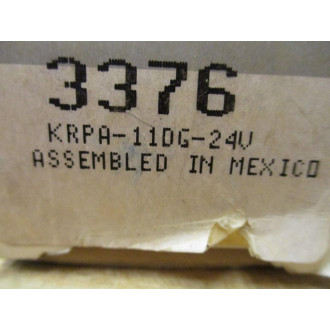 3376
KRPA-11DG-24V
ASSEMBLED IN MEXICO